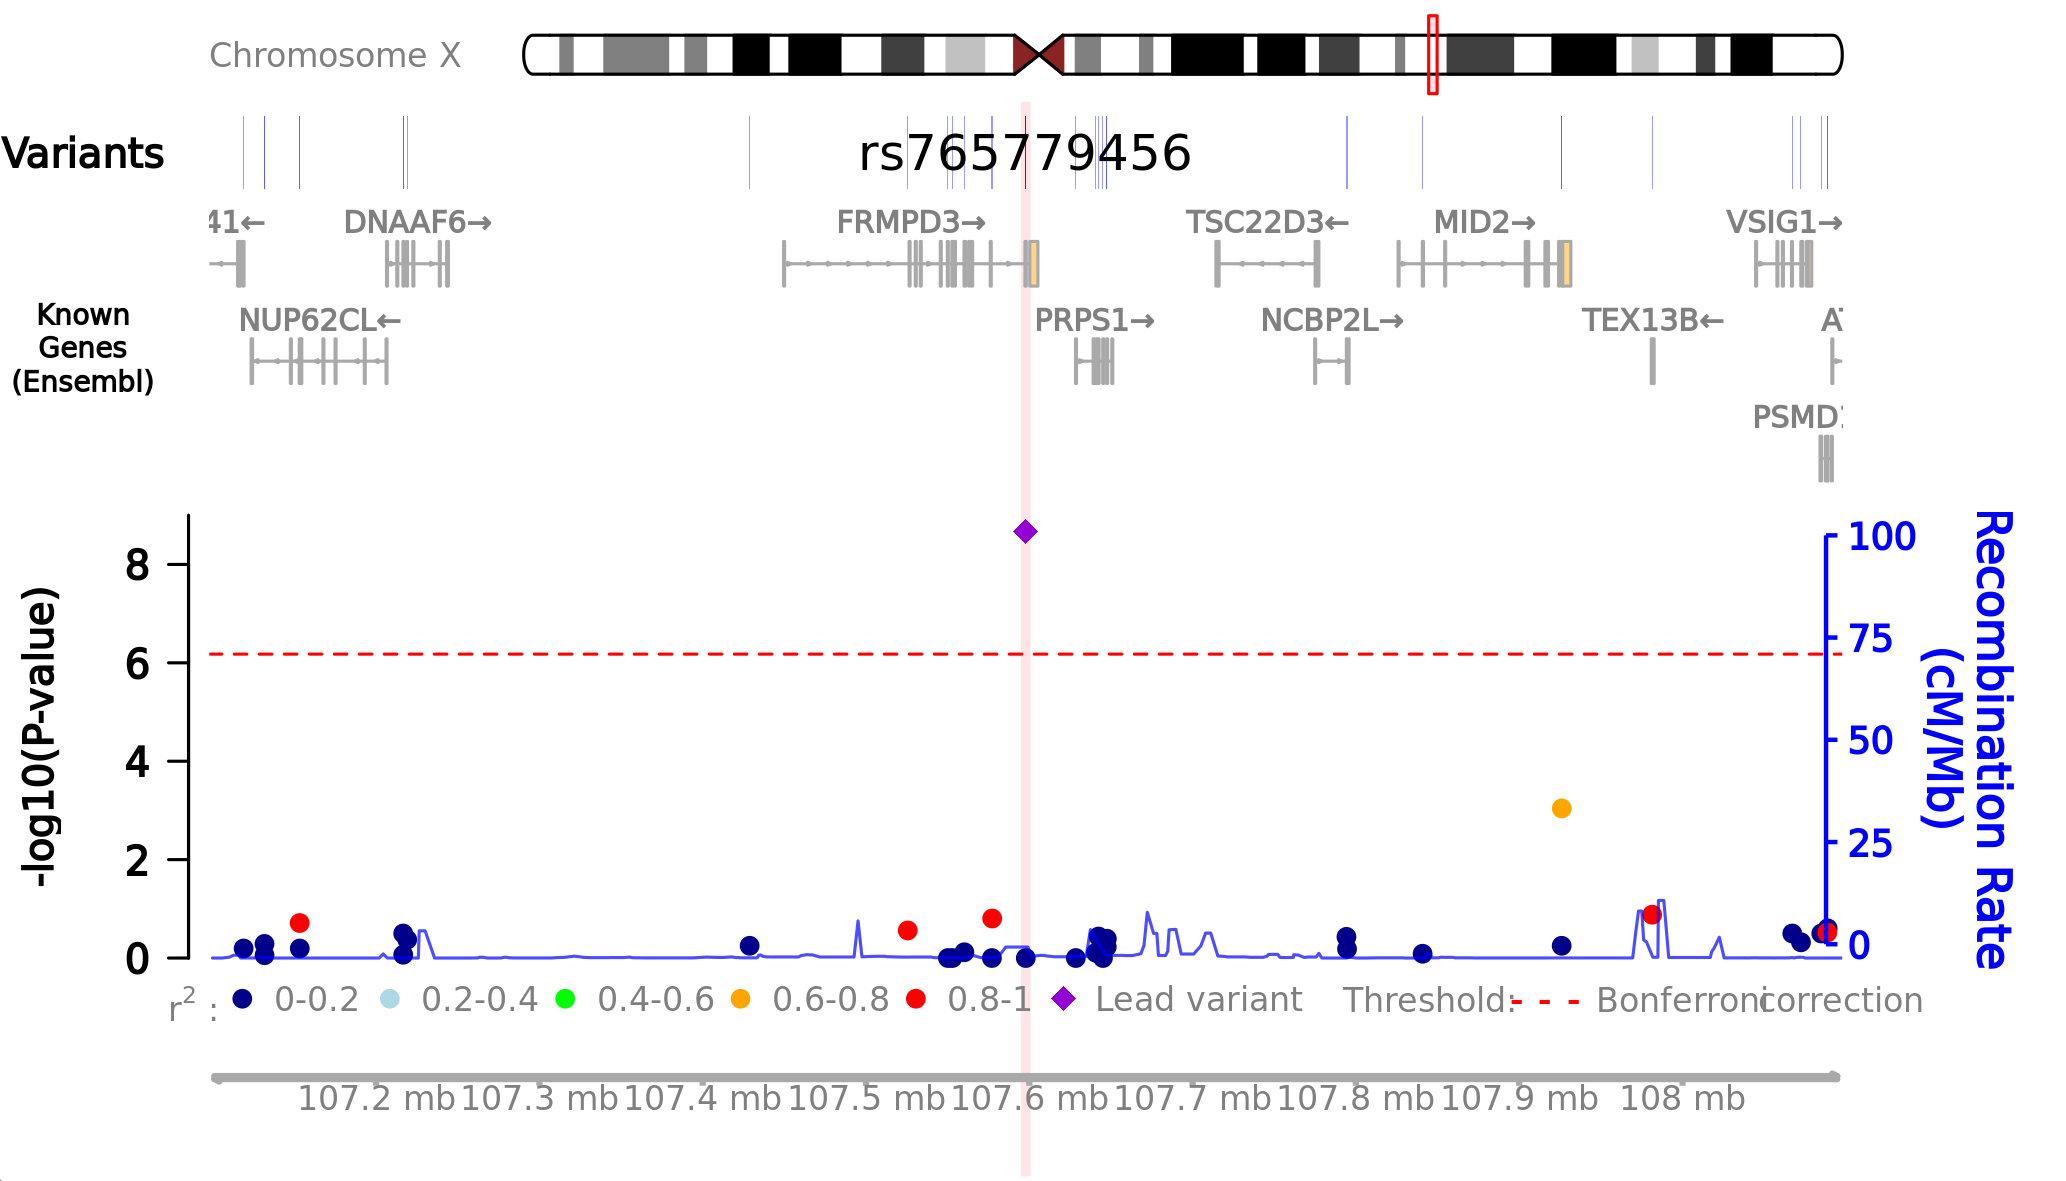 Chromosome X
Variants
rs765779456
41← DNAAF6→ FRMPD3→ TSC22D3← MID2→ VSIG1→
Known
Genes
(Ensembl)
NUP62CL← PRPS1→ NCBP2L→ TEX13B←
PSMD
-log10(P-value)
8
6
4
2
0
100
75
50
25
0
Recombination Rate
(cM/Mb)
r2 : 0-0.2 0.2-0.4 0.4-0.6 0.6-0.8 0.8-1 Lead variant Threshold: Bonferroni correction
107.2 mb 107.3 mb 107.4 mb 107.5 mb 107.6 mb 107.7 mb 107.8 mb 107.9 mb 108 mb